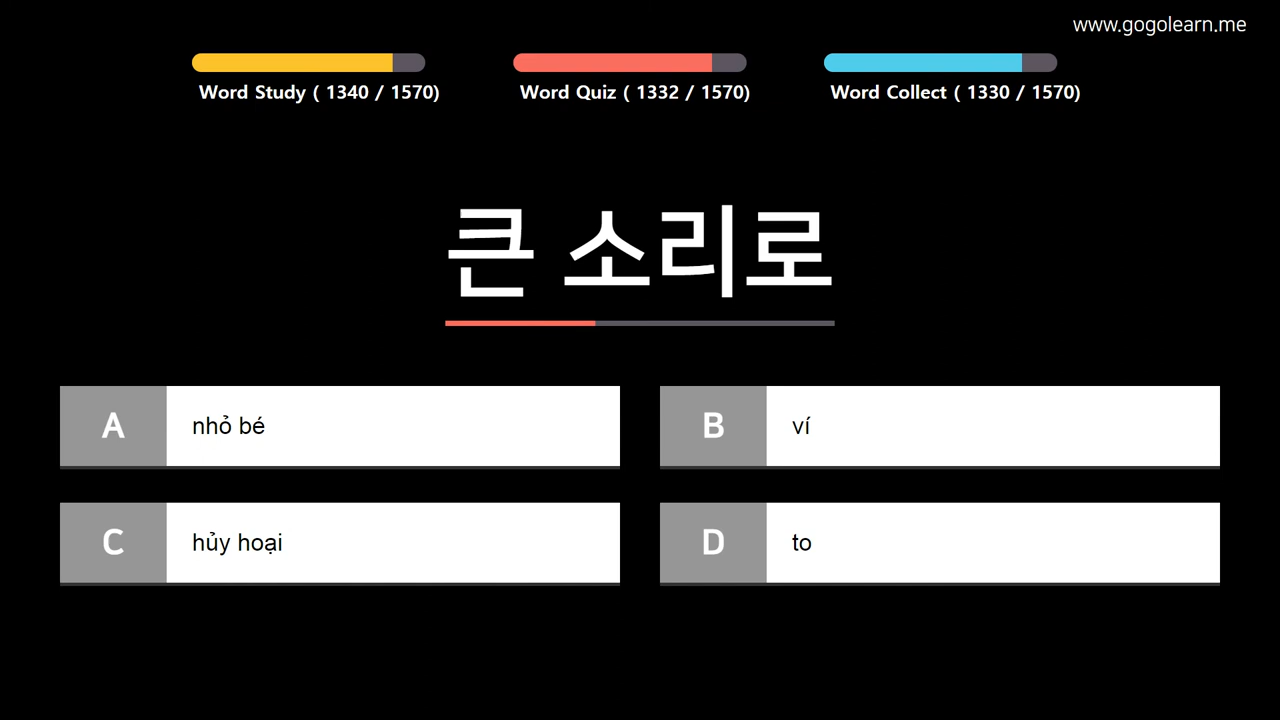 www.gogolearn.me
Word Study ( 1340 / 1570)
Word Quiz ( 1332 / 1570)
Word Collect ( 1330 / 1570)
큰 소리로
A
nhỏ bé
B
ví
C
hủy hoại
D
to